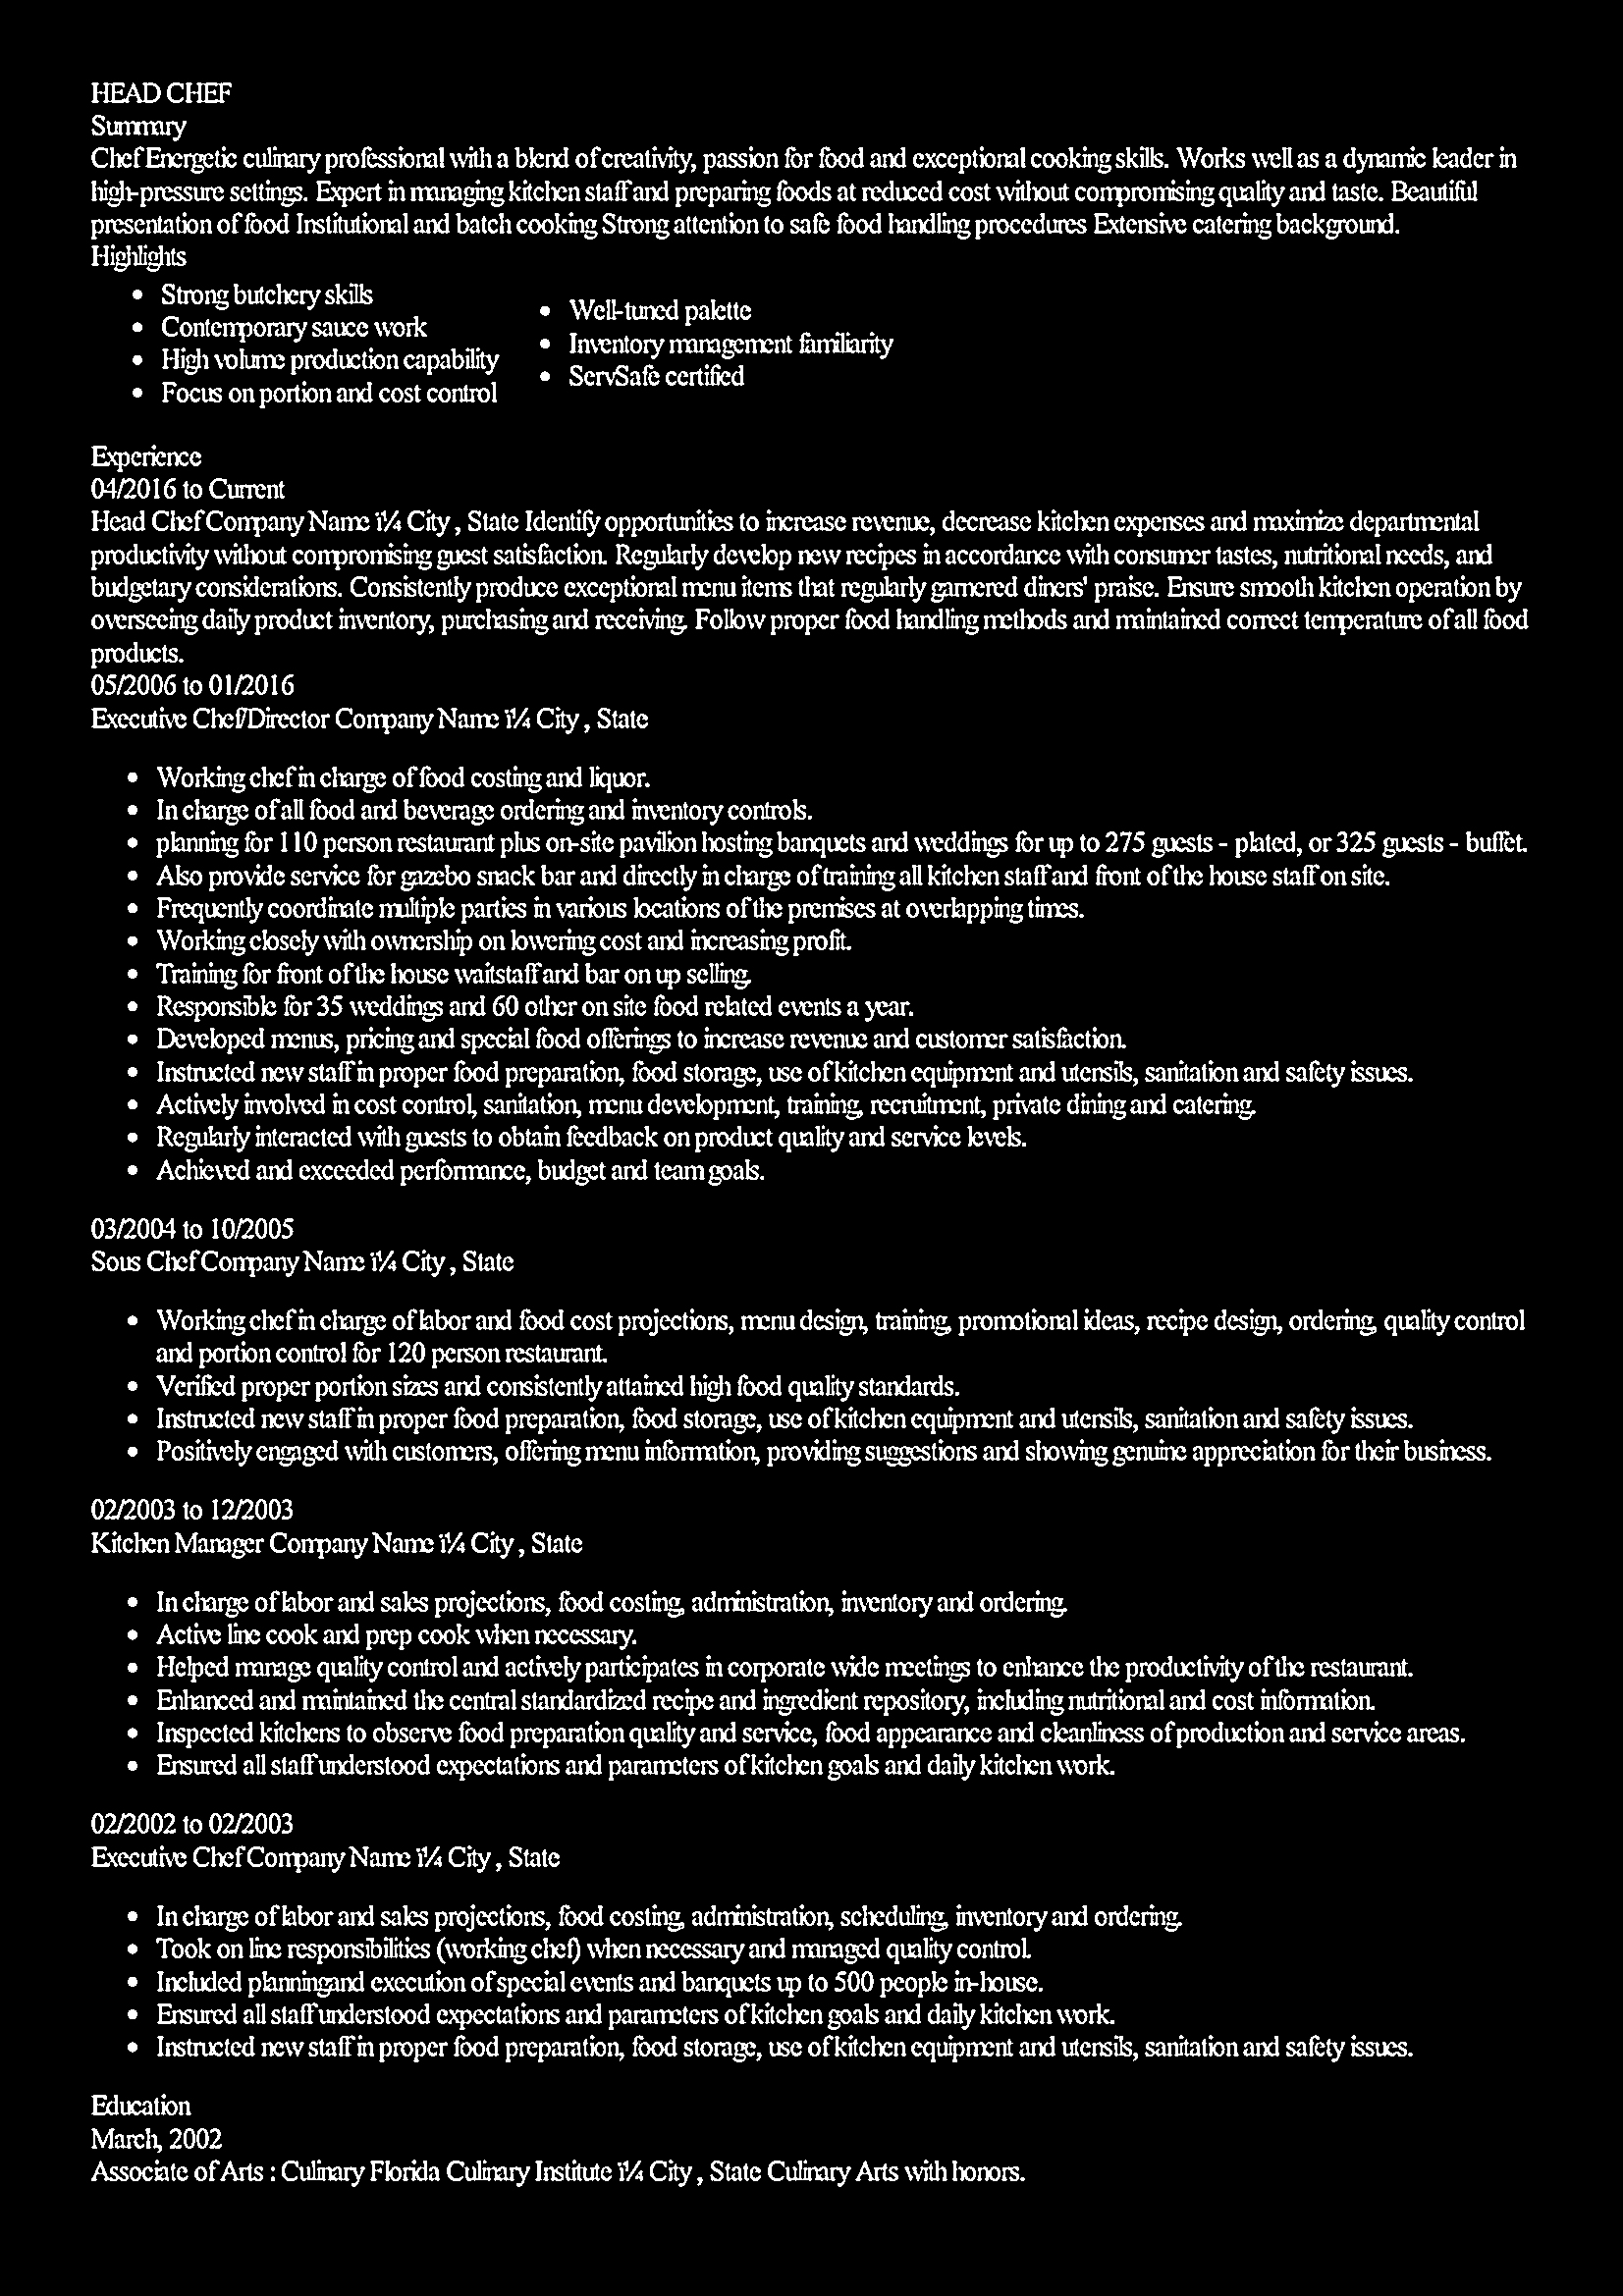 HEAD CHEF
Summary
Chef Energetic culinary professional with a blend of creativity, passion for food and exceptional cooking skills. Works well as a dynamic leader in
high-pressure settings. Expert in managing kitchen staff and preparing foods at reduced cost without compromising quality and taste. Beautiful
presentation of food Institutional and batch cooking Strong attention to safe food handling procedures Extensive catering background.
Highlights
• Strong butchery skills
• Contemporary sauce work
• High volume production capability
• Focus on portion and cost control
• Well-tuned palette
• Inventory management familiarity
• ServSafe certified
Experience
04/2016 to Current
Head Chef Company Name ï¼ City , State Identify opportunities to increase revenue, decrease kitchen expenses and maximize departmental
productivity without compromising guest satisfaction. Regularly develop new recipes in accordance with consumer tastes, nutritional needs, and
budgetary considerations. Consistently produce exceptional menu items that regularly garnered diners' praise. Ensure smooth kitchen operation by
overseeing daily product inventory, purchasing and receiving. Follow proper food handling methods and maintained correct temperature of all food
products.
05/2006 to 01/2016
Executive Chef/Director Company Name ï¼ City , State
• Working chef in charge of food costing and liquor.
• In charge of all food and beverage ordering and inventory controls.
• planning for 110 person restaurant plus on-site pavilion hosting banquets and weddings for up to 275 guests - plated, or 325 guests - buffet.
• Also provide service for gazebo snack bar and directly in charge of training all kitchen staff and front of the house staff on site.
• Frequently coordinate multiple parties in various locations of the premises at overlapping times.
• Working closely with ownership on lowering cost and increasing profit.
• Training for front of the house waitstaff and bar on up selling.
• Responsible for 35 weddings and 60 other on site food related events a year.
• Developed menus, pricing and special food offerings to increase revenue and customer satisfaction.
• Instructed new staff in proper food preparation, food storage, use of kitchen equipment and utensils, sanitation and safety issues.
• Actively involved in cost control, sanitation, menu development, training, recruitment, private dining and catering.
• Regularly interacted with guests to obtain feedback on product quality and service levels.
• Achieved and exceeded performance, budget and team goals.
03/2004 to 10/2005
Sous Chef Company Name ï¼ City , State
• Working chef in charge of labor and food cost projections, menu design, training, promotional ideas, recipe design, ordering, quality control
and portion control for 120 person restaurant.
• Verified proper portion sizes and consistently attained high food quality standards.
• Instructed new staff in proper food preparation, food storage, use of kitchen equipment and utensils, sanitation and safety issues.
• Positively engaged with customers, offering menu information, providing suggestions and showing genuine appreciation for their business.
02/2003 to 12/2003
Kitchen Manager Company Name ï¼ City , State
• In charge of labor and sales projections, food costing, administration, inventory and ordering.
• Active line cook and prep cook when necessary.
• Helped manage quality control and actively participates in corporate wide meetings to enhance the productivity of the restaurant.
• Enhanced and maintained the central standardized recipe and ingredient repository, including nutritional and cost information.
• Inspected kitchens to observe food preparation quality and service, food appearance and cleanliness of production and service areas.
• Ensured all staff understood expectations and parameters of kitchen goals and daily kitchen work.
02/2002 to 02/2003
Executive Chef Company Name ï¼ City , State
• In charge of labor and sales projections, food costing, administration, scheduling, inventory and ordering.
• Took on line responsibilities (working chef) when necessary and managed quality control.
• Included planningand execution of special events and banquets up to 500 people in-house.
• Ensured all staff understood expectations and parameters of kitchen goals and daily kitchen work.
• Instructed new staff in proper food preparation, food storage, use of kitchen equipment and utensils, sanitation and safety issues.
Education
March, 2002
Associate of Arts : Culinary Florida Culinary Institute ï¼ City , State Culinary Arts with honors.